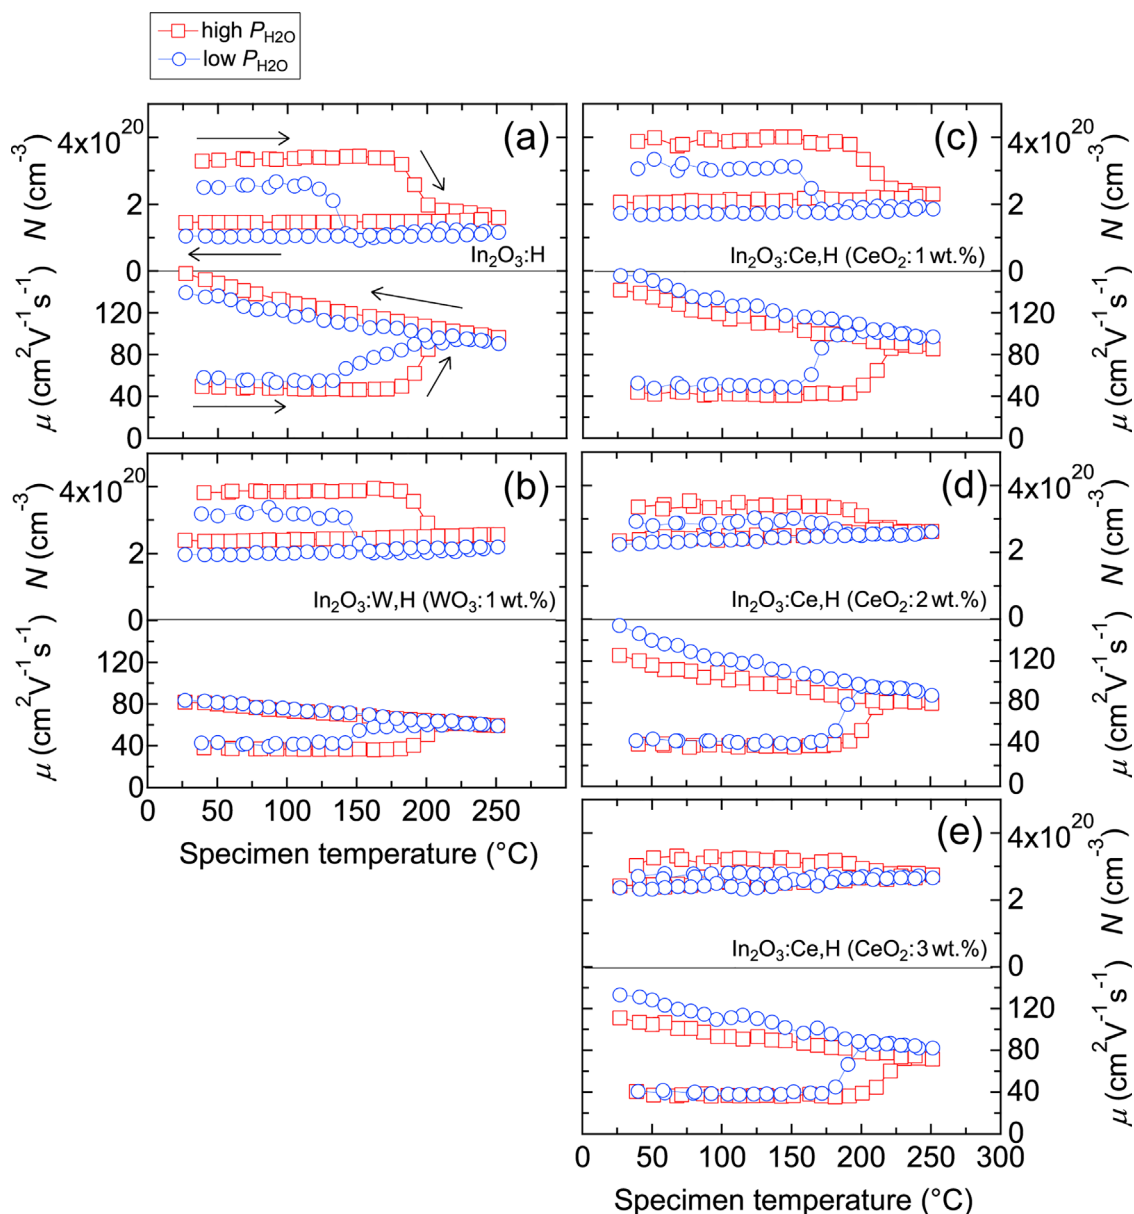 high P_H2O
low P_H2O
(a)
4x10^20
2
0
N (cm^-3)
In2O3:H
120
80
40
0
μ (cm^2V^-1s^-1)
(c)
4x10^20
2
0
N (cm^-3)
In2O3:Ce,H (CeO2:1 wt.%)
120
80
40
0
μ (cm^2V^-1s^-1)
(b)
4x10^20
2
0
N (cm^-3)
In2O3:W,H (WO3:1 wt.%)
120
80
40
0
μ (cm^2V^-1s^-1)
0 50 100 150 200 250
Specimen temperature (°C)
(d)
4x10^20
2
0
N (cm^-3)
In2O3:Ce,H (CeO2:2 wt.%)
120
80
40
0
μ (cm^2V^-1s^-1)
(e)
4x10^20
2
0
N (cm^-3)
In2O3:Ce,H (CeO2:3 wt.%)
120
80
40
0
μ (cm^2V^-1s^-1)
0 50 100 150 200 250 300
Specimen temperature (°C)